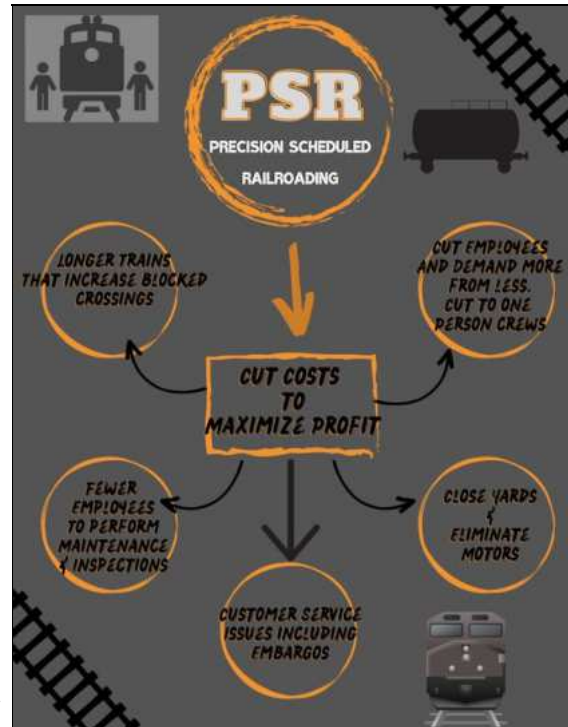 PSR
PRECISION SCHEDULED
RAILROADING
LONGER TRAINS
THAT INCREASE BLOCKED
CROSSINGS
CUT EMPLOYEES
AND DEMAND MORE
FROM LESS.
CUT TO ONE
PERSON CREWS
CUT COSTS
TO
MAXIMIZE PROFIT
FEWER
EMPLOYEES
TO PERFORM
MAINTENANCE
& INSPECTIONS
CLOSE YARDS
&
ELIMINATE
MOTORS
CUSTOMER SERVICE
ISSUES INCLUDING
EMBARGOS